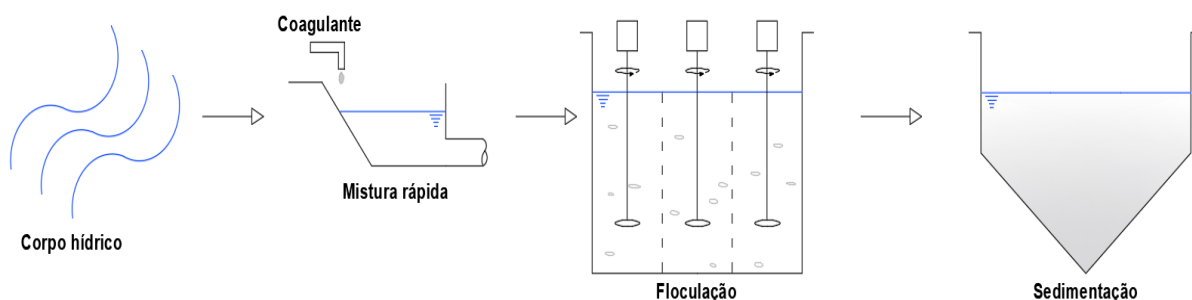 Coagulante
Mistura rápida
Corpo hídrico
Floculação
Sedimentação